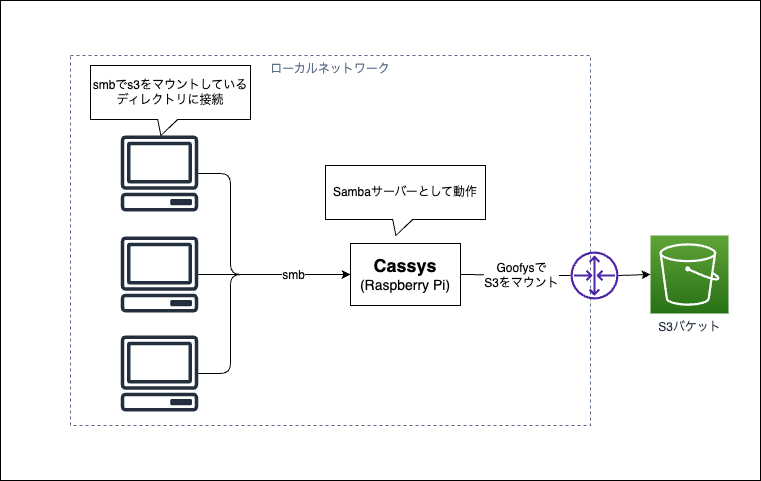 ローカルネットワーク
smbでs3をマウントしている
ディレクトリに接続
Sambaサーバーとして動作
smb
Cassys
(Raspberry Pi)
Goofysで
S3をマウント
S3バケット